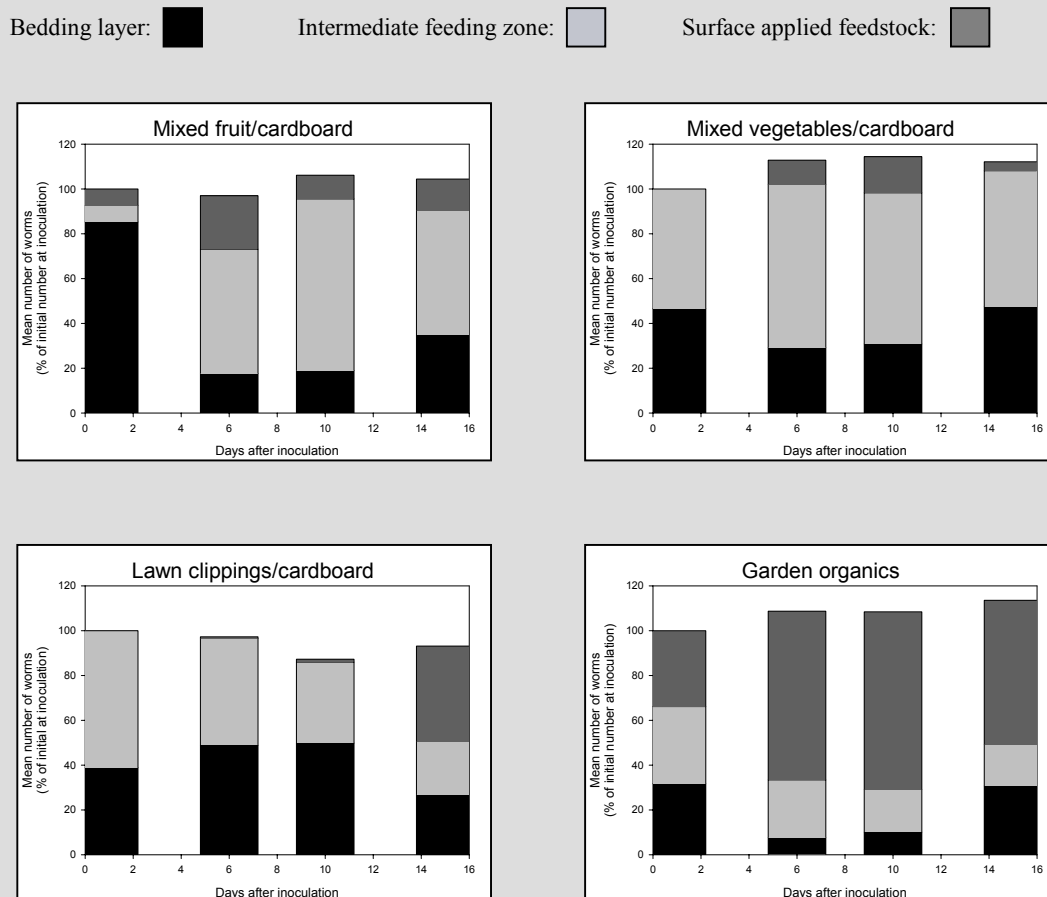 Bedding layer: Intermediate feeding zone: Surface applied feedstock:
Mixed fruit/cardboard
Mean number of worms
(% of initial number at inoculation)
120
100
80
60
40
20
0
0 2 4 6 8 10 12 14 16
Days after inoculation
Mixed vegetables/cardboard
Mean number of worms
(% of initial number at inoculation)
120
100
80
60
40
20
0
0 2 4 6 8 10 12 14 16
Days after inoculation
Lawn clippings/cardboard
Mean number of worms
(% of initial at inoculation)
120
100
80
60
40
20
0
0 2 4 6 8 10 12 14 16
Days after inoculation
Garden organics
Mean number of worms
(% of initial number at inoculation)
120
100
80
60
40
20
0
0 2 4 6 8 10 12 14 16
Days after inoculation